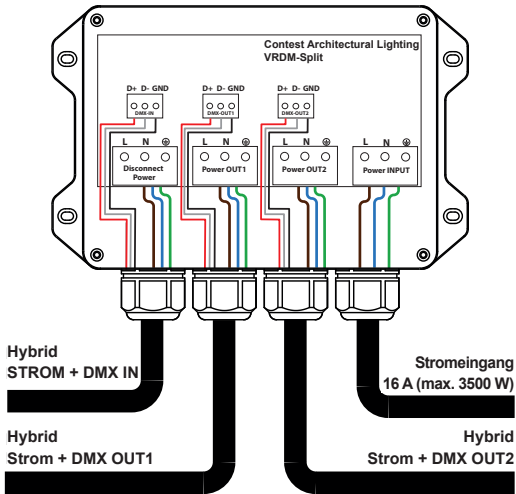 Contest Architectural Lighting
VRDM-Split
D+ D- GND
DMX-IN
D+ D- GND
DMX-OUT1
D+ D- GND
DMX-OUT2
L N
Disconnect
Power
L N
Power OUT1
L N
Power OUT2
L N
Power INPUT
Hybrid
STROM + DMX IN
Stromeingang
16 A (max. 3500 W)
Hybrid
Strom + DMX OUT1
Hybrid
Strom + DMX OUT2